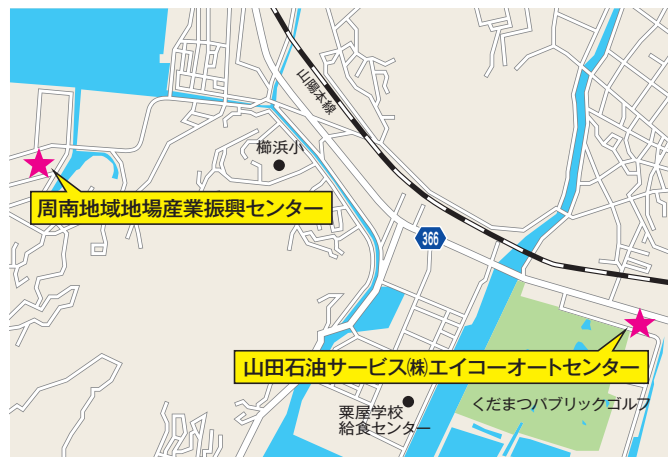 山陽本線
櫛浜小
周南地域地場産業振興センター
366
山田石油サービス㈱エイコーオートセンター
くだまつパブリックゴルフ
粟屋学校
給食センター